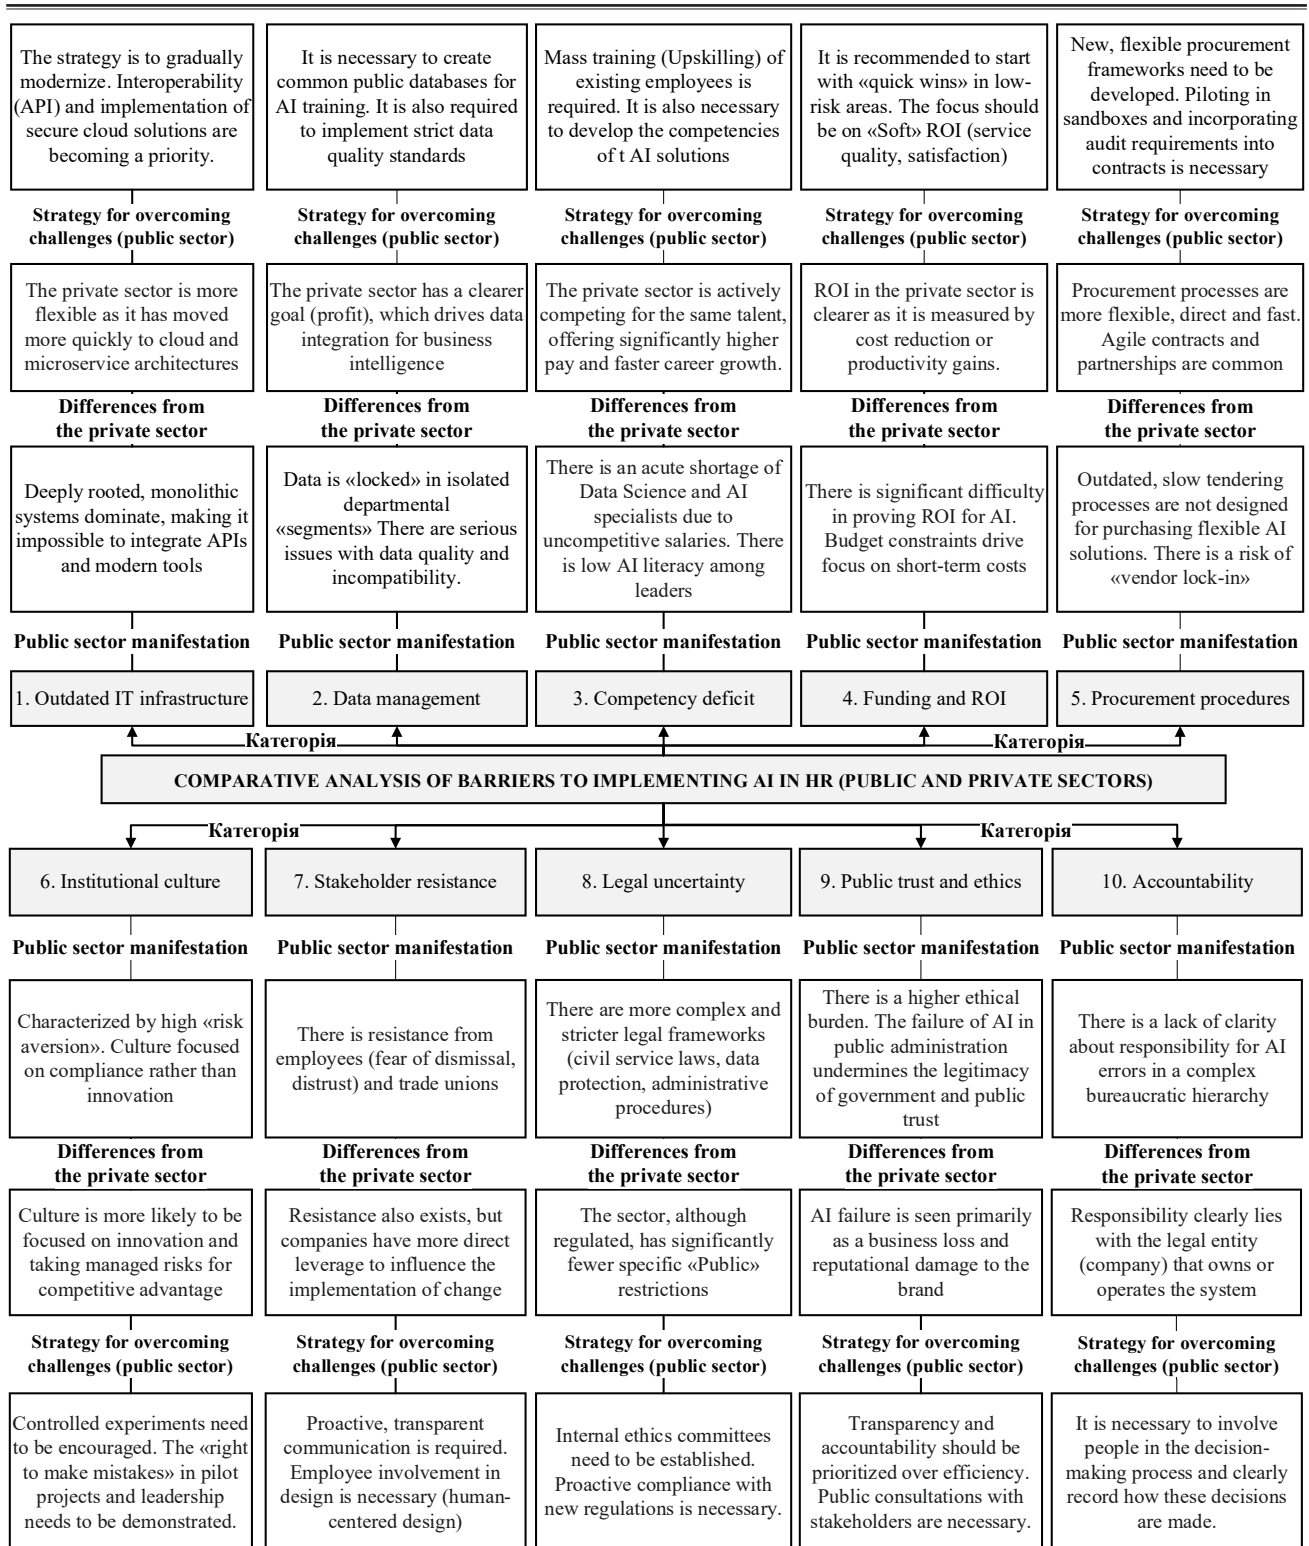 The strategy is to gradually
modernize. Interoperability
(API) and implementation of
secure cloud solutions are
becoming a priority.
It is necessary to create
common public databases for
AI training. It is also required
to implement strict data
quality standards
Mass training (Upskilling) of
existing employees is
required. It is also necessary
to develop the competencies
of t AI solutions
It is recommended to start
with «quick wins» in low-
risk areas. The focus should
be on «Soft» ROI (service
quality, satisfaction)
New, flexible procurement
frameworks need to be
developed. Piloting in
sandboxes and incorporating
audit requirements into
contracts is necessary
Strategy for overcoming
challenges (public sector)
Strategy for overcoming
challenges (public sector)
Strategy for overcoming
challenges (public sector)
Strategy for overcoming
challenges (public sector)
Strategy for overcoming
challenges (public sector)
The private sector is more
flexible as it has moved
more quickly to cloud and
microservice architectures
The private sector has a clearer
goal (profit), which drives data
integration for business
intelligence
The private sector is actively
competing for the same talent,
offering significantly higher
pay and faster career growth.
ROI in the private sector is
clearer as it is measured by
cost reduction or
productivity gains.
Procurement processes are
more flexible, direct and fast.
Agile contracts and
partnerships are common
Differences from
the private sector
Differences from
the private sector
Differences from
the private sector
Differences from
the private sector
Differences from
the private sector
Deeply rooted, monolithic
systems dominate, making it
impossible to integrate APIs
and modern tools
Data is «locked» in isolated
departmental
«segments» There are serious
issues with data quality and
incompatibility.
There is an acute shortage of
Data Science and AI
specialists due to
uncompetitive salaries. There
is low AI literacy among
leaders
There is significant difficulty
in proving ROI for AI.
Budget constraints drive
focus on short-term costs
Outdated, slow tendering
processes are not designed
for purchasing flexible AI
solutions. There is a risk of
«vendor lock-in»
Public sector manifestation
Public sector manifestation
Public sector manifestation
Public sector manifestation
Public sector manifestation
1. Outdated IT infrastructure
2. Data management
3. Competency deficit
4. Funding and ROI
5. Procurement procedures
Категорія
Категорія
COMPARATIVE ANALYSIS OF BARRIERS TO IMPLEMENTING AI IN HR (PUBLIC AND PRIVATE SECTORS)
Категорія
Категорія
6. Institutional culture
7. Stakeholder resistance
8. Legal uncertainty
9. Public trust and ethics
10. Accountability
Public sector manifestation
Public sector manifestation
Public sector manifestation
Public sector manifestation
Public sector manifestation
Characterized by high «risk
aversion». Culture focused
on compliance rather than
innovation
There is resistance from
employees (fear of dismissal,
distrust) and trade unions
There are more complex and
stricter legal frameworks
(civil service laws, data
protection, administrative
procedures)
There is a higher ethical
burden. The failure of AI in
public administration
undermines the legitimacy
of government and public
trust
There is a lack of clarity
about responsibility for AI
errors in a complex
bureaucratic hierarchy
Differences from
the private sector
Differences from
the private sector
Differences from
the private sector
Differences from
the private sector
Differences from
the private sector
Culture is more likely to be
focused on innovation and
taking managed risks for
competitive advantage
Resistance also exists, but
companies have more direct
leverage to influence the
implementation of change
The sector, although
regulated, has significantly
fewer specific «Public»
restrictions
AI failure is seen primarily
as a business loss and
reputational damage to the
brand
Responsibility clearly lies
with the legal entity
(company) that owns or
operates the system
Strategy for overcoming
challenges (public sector)
Strategy for overcoming
challenges (public sector)
Strategy for overcoming
challenges (public sector)
Strategy for overcoming
challenges (public sector)
Strategy for overcoming
challenges (public sector)
Controlled experiments need
to be encouraged. The «right
to make mistakes» in pilot
projects and leadership
needs to be demonstrated.
Proactive, transparent
communication is required.
Employee involvement in
design is necessary (human-
centered design)
Internal ethics committees
need to be established.
Proactive compliance with
new regulations is necessary.
Transparency and
accountability should be
prioritized over efficiency.
Public consultations with
stakeholders are necessary.
It is necessary to involve
people in the decision-
making process and clearly
record how these decisions
are made.